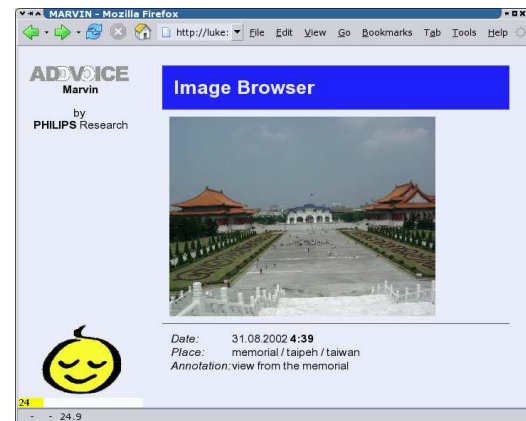 MARVIN - Mozilla Firefox
http://luke: File Edit View Go Bookmarks Tab Tools Help
ADDVOICE
Marvin
by
PHILIPS Research
Image Browser
Date: 31.08.2002 4:39
Place: memorial / taipeh / taiwan
Annotation: view from the memorial
24
- - 24.9